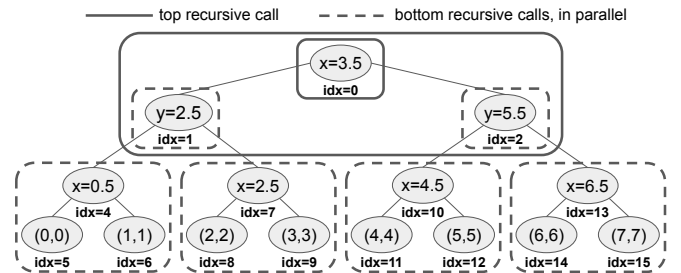 top recursive call bottom recursive calls, in parallel
x=3.5
idx=0
y=2.5 y=5.5
idx=1 idx=2
x=0.5 x=2.5 x=4.5 x=6.5
idx=4 idx=7 idx=10 idx=13
(0,0) (1,1) (2,2) (3,3) (4,4) (5,5) (6,6) (7,7)
idx=5 idx=6 idx=8 idx=9 idx=11 idx=12 idx=14 idx=15